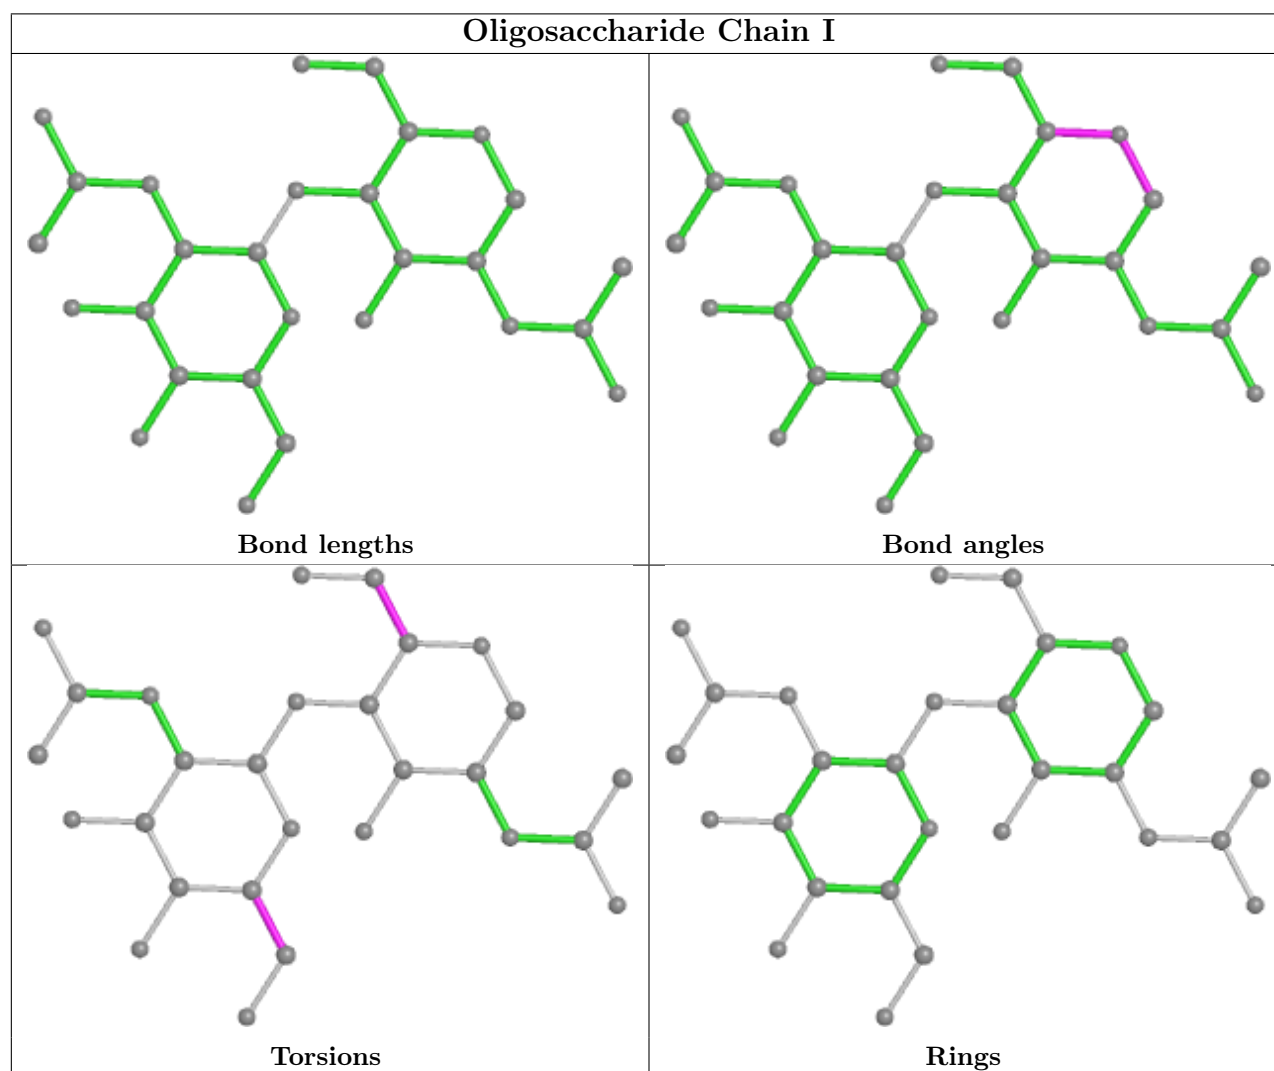 Oligosaccharide Chain I
Bond lengths
Bond angles
Torsions
Rings